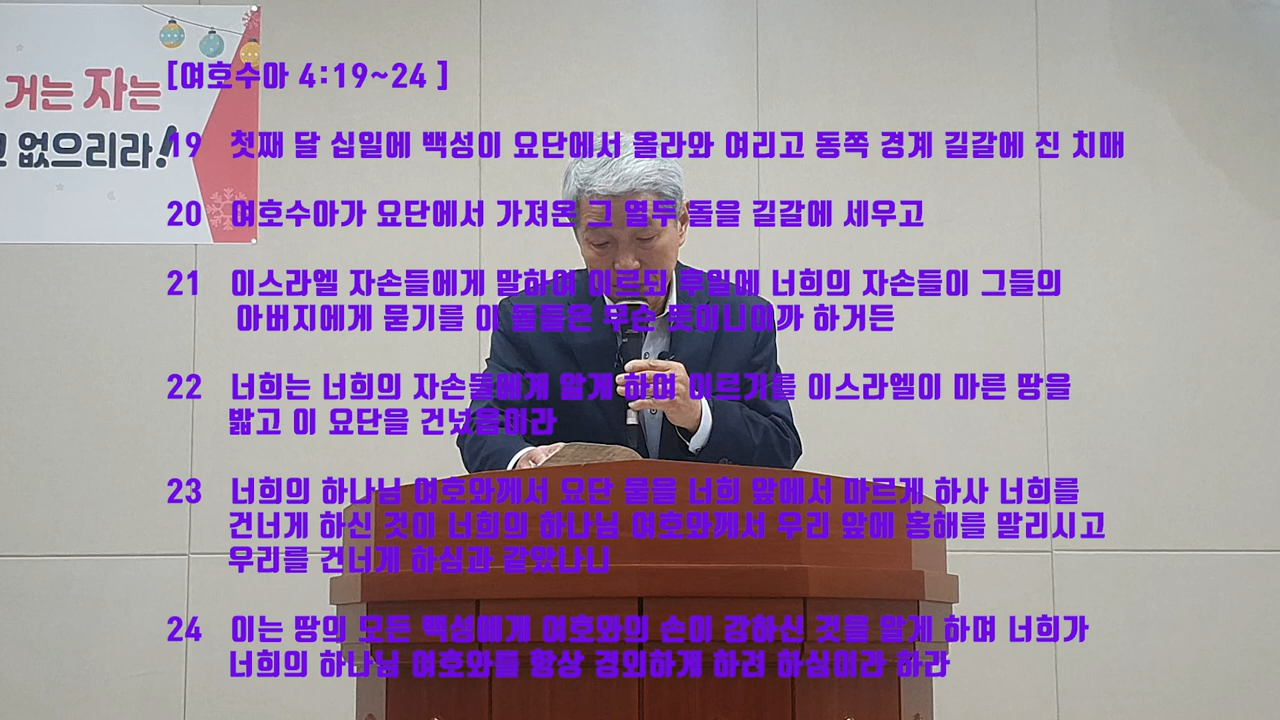 거는 자는
없으리라!
[여호수아 4:19~24 ]
19 첫째 달 십일에 백성이 요단에서 올라와 여리고 동쪽 경계 길갈에 진 치매
20 여호수아가 요단에서 가져온 그 열두 돌을 길갈에 세우고
21 이스라엘 자손들에게 말하여 이르되 후일에 너희의 자손들이 그들의
아버지에게 묻기를 이 돌들은 무슨 뜻이니이까 하거든
22 너희는 너희의 자손들에게 알게 하여 이르기를 이스라엘이 마른 땅을
밟고 이 요단을 건넜음이라
23 너희의 하나님 여호와께서 요단 물을 너희 앞에서 마르게 하사 너희를
건너게 하신 것이 너희의 하나님 여호와께서 우리 앞에 홍해를 말리시고
우리를 건너게 하심과 같았나니
24 이는 땅의 모든 백성에게 여호와의 손이 강하신 것을 알게 하며 너희가
너희의 하나님 여호와를 항상 경외하게 하려 하심이라 하라